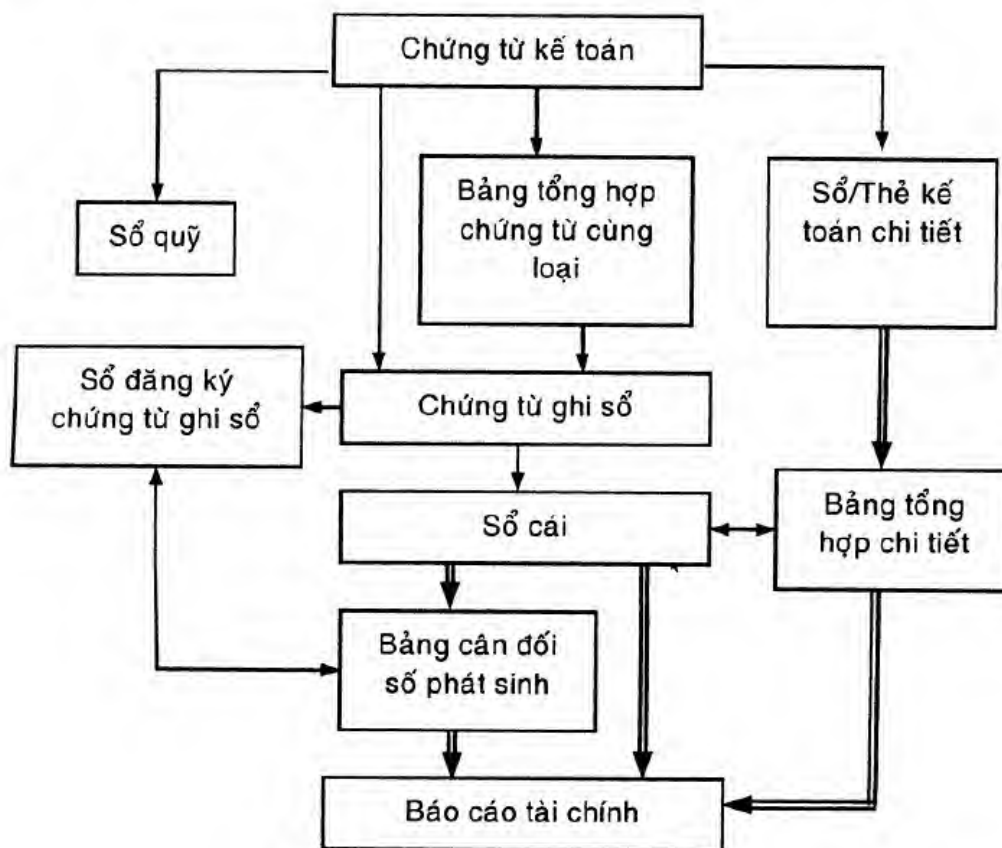 Chứng từ kế toán
Bảng tổng hợp
chứng từ cùng
loại
Sổ/Thẻ kế
toán chi tiết
Sổ quỹ
Sổ đăng ký
chứng từ ghi sổ
Chứng từ ghi sổ
Sổ cái
Bảng tổng
hợp chi tiết
Bảng cân đối
số phát sinh
Báo cáo tài chính